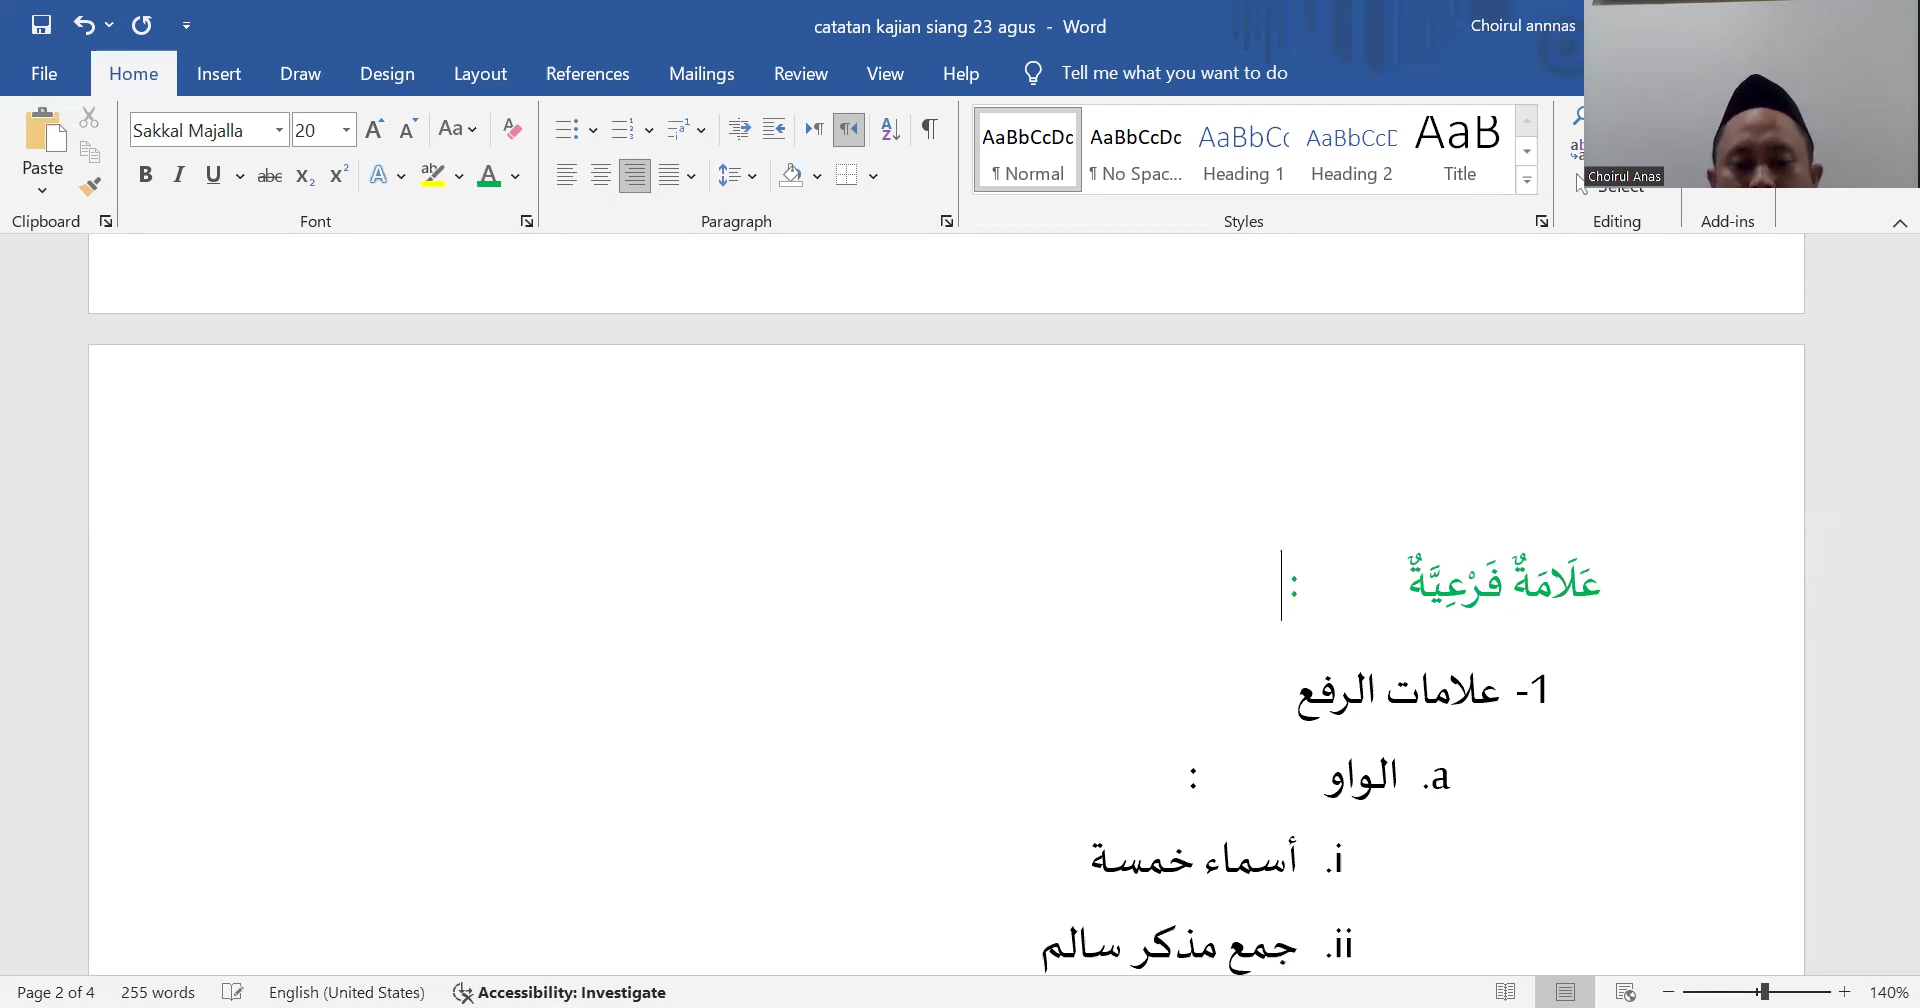 catatan kajian siang 23 agus - Word
Choirul annnas
File Home Insert Draw Design Layout References Mailings Review View Help Tell me what you want to do
Paste
Clipboard
Sakkal Majalla 20
Font
Paragraph
AaBbCcDc ¶ Normal
AaBbCcDc ¶ No Spac...
AaBbCc Heading 1
AaBbCcD Heading 2
AaB Title
Styles
Select
Editing
Add-ins
Choirul Anas
عَلَامَةٌ فَرْعِيَّةٌ :
1- علامات الرفع
a. الواو :
i. أسماء خمسة
ii. جمع مذكر سالم
Page 2 of 4 255 words English (United States) Accessibility: Investigate 140%